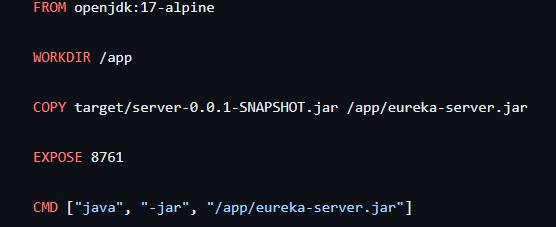 FROM openjdk:17-alpine
WORKDIR /app
COPY target/server-0.0.1-SNAPSHOT.jar /app/eureka-server.jar
EXPOSE 8761
CMD ["java", "-jar", "/app/eureka-server.jar"]